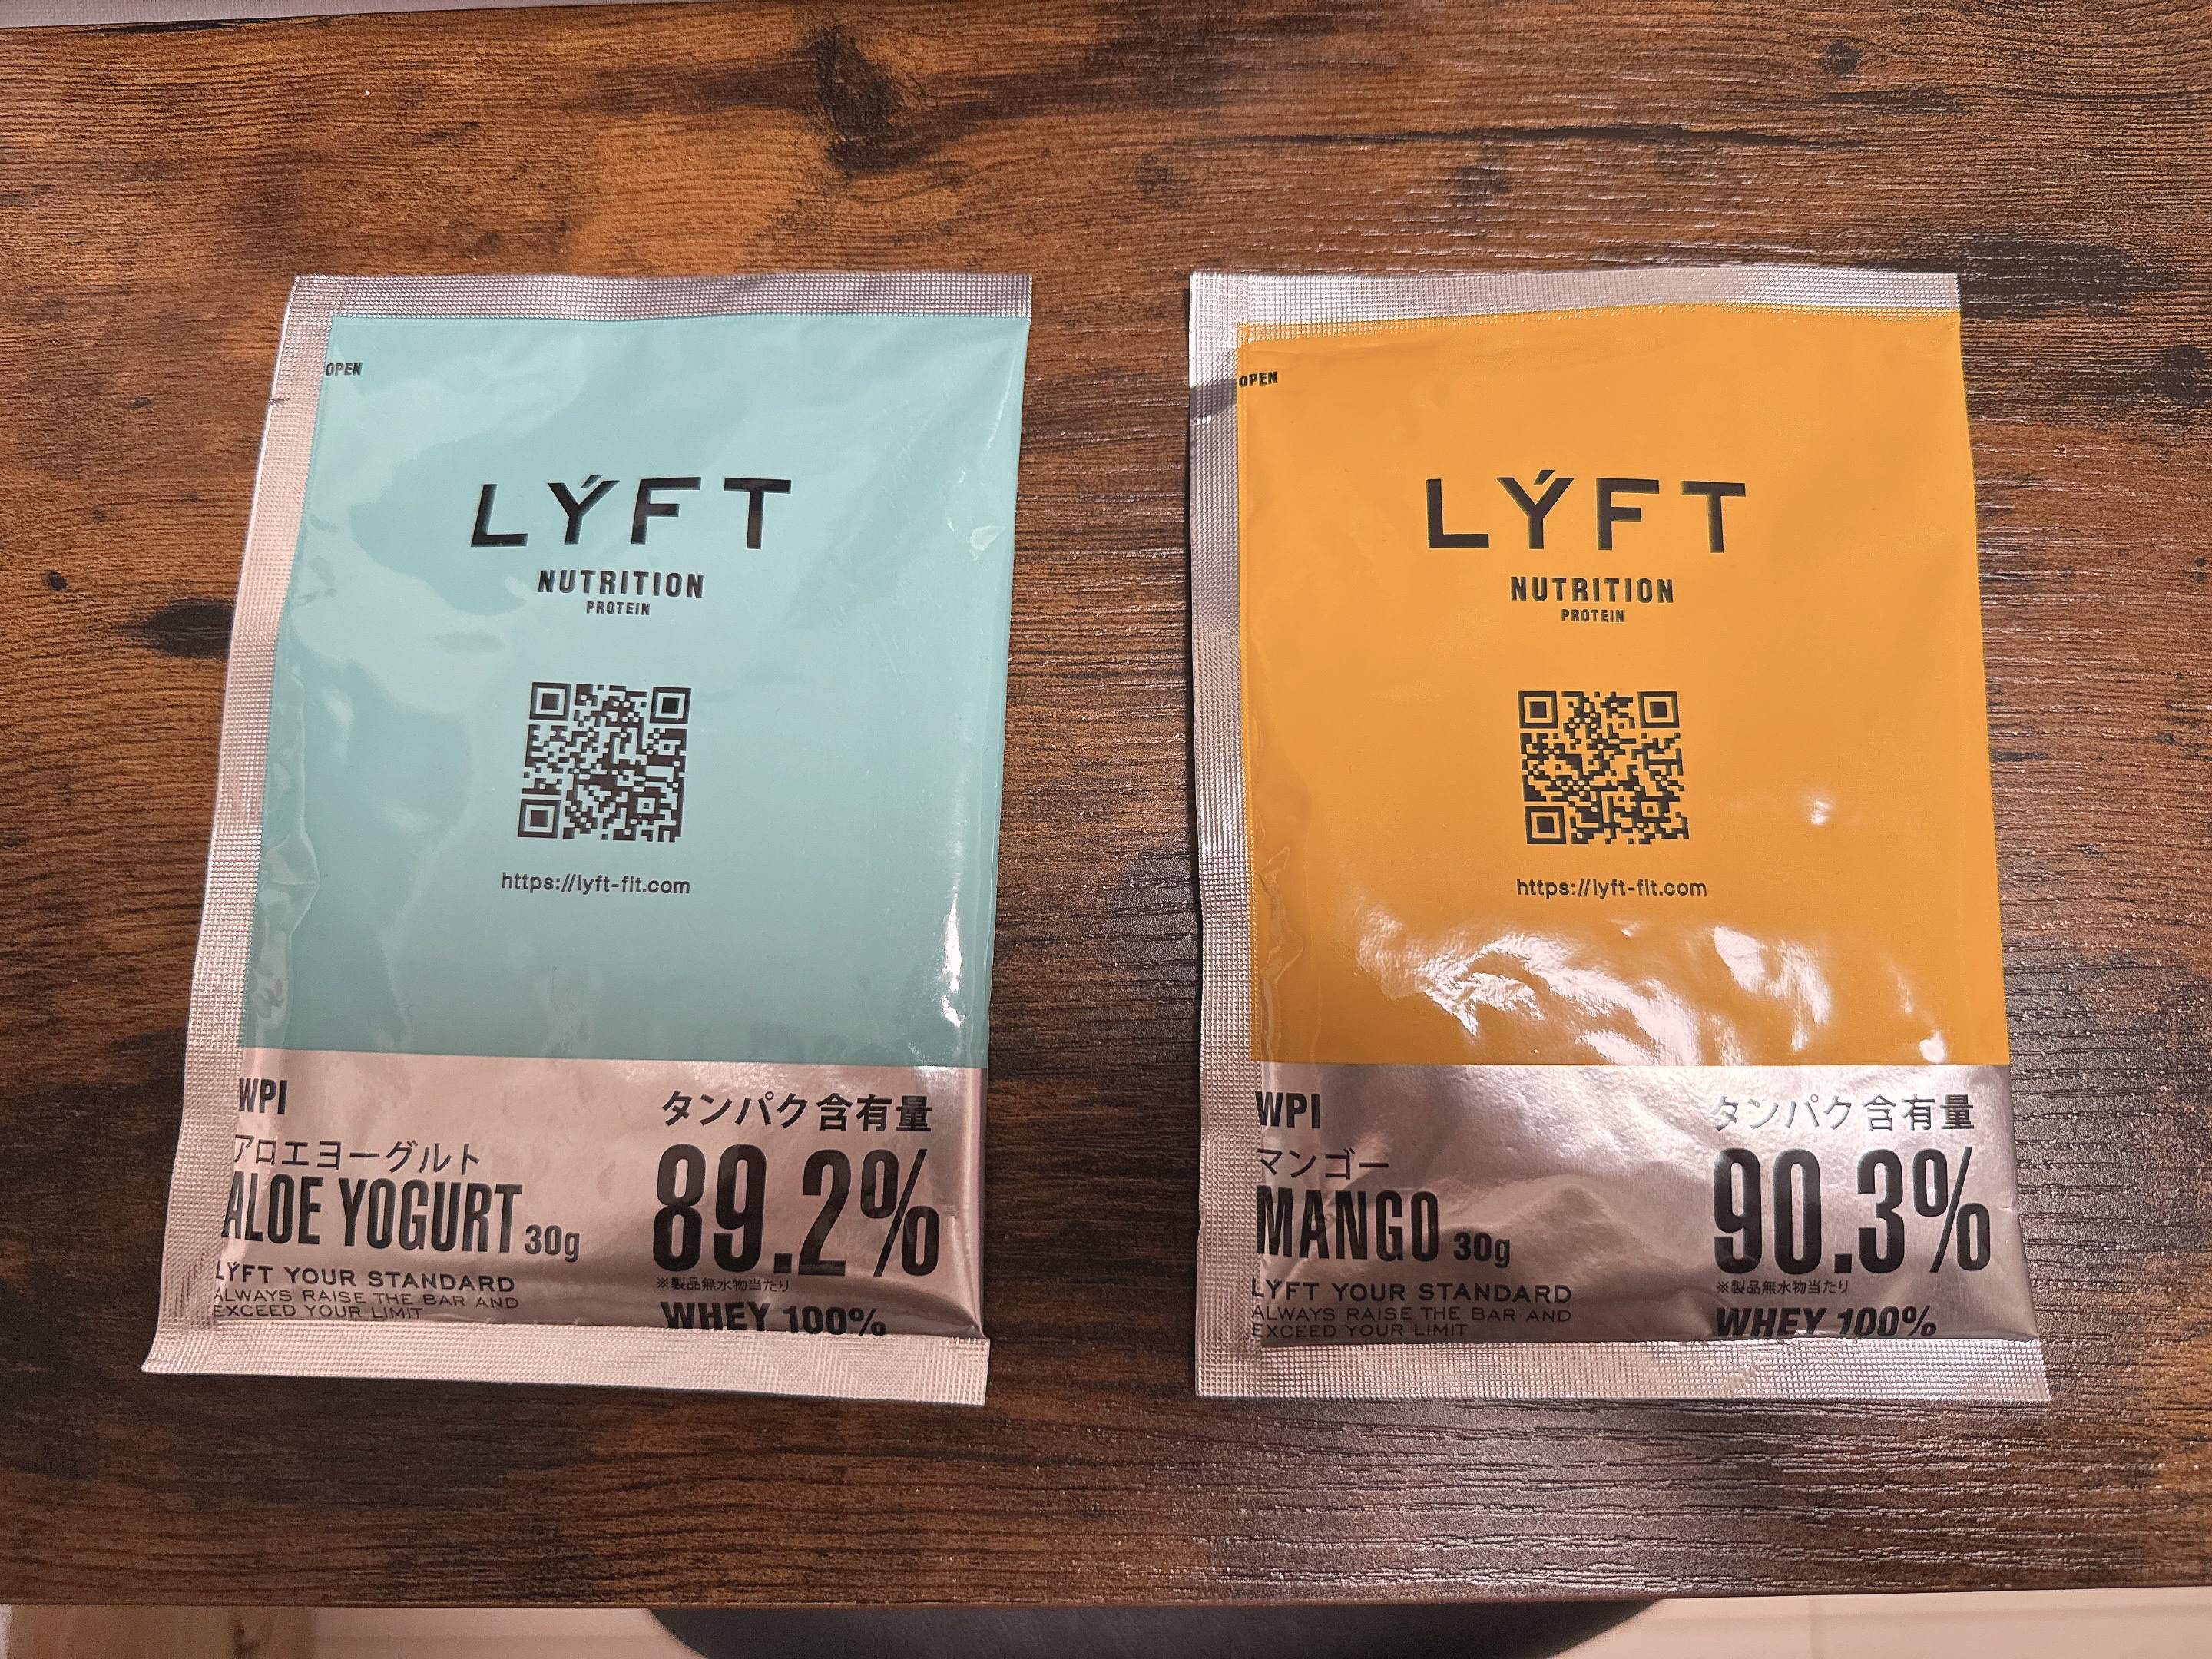 OPEN
LÝFT
NUTRITION
PROTEIN
https://lyft-fit.com
WPI
アロエヨーグルト
ALOE YOGURT 30g
LÝFT YOUR STANDARD
ALWAYS RAISE THE BAR AND
EXCEED YOUR LIMIT
タンパク含有量
89.2%
※製品無水物当たり
WHEY 100%
OPEN
LÝFT
NUTRITION
PROTEIN
https://lyft-fit.com
WPI
マンゴー
MANGO 30g
LÝFT YOUR STANDARD
ALWAYS RAISE THE BAR AND
EXCEED YOUR LIMIT
タンパク含有量
90.3%
※製品無水物当たり
WHEY 100%